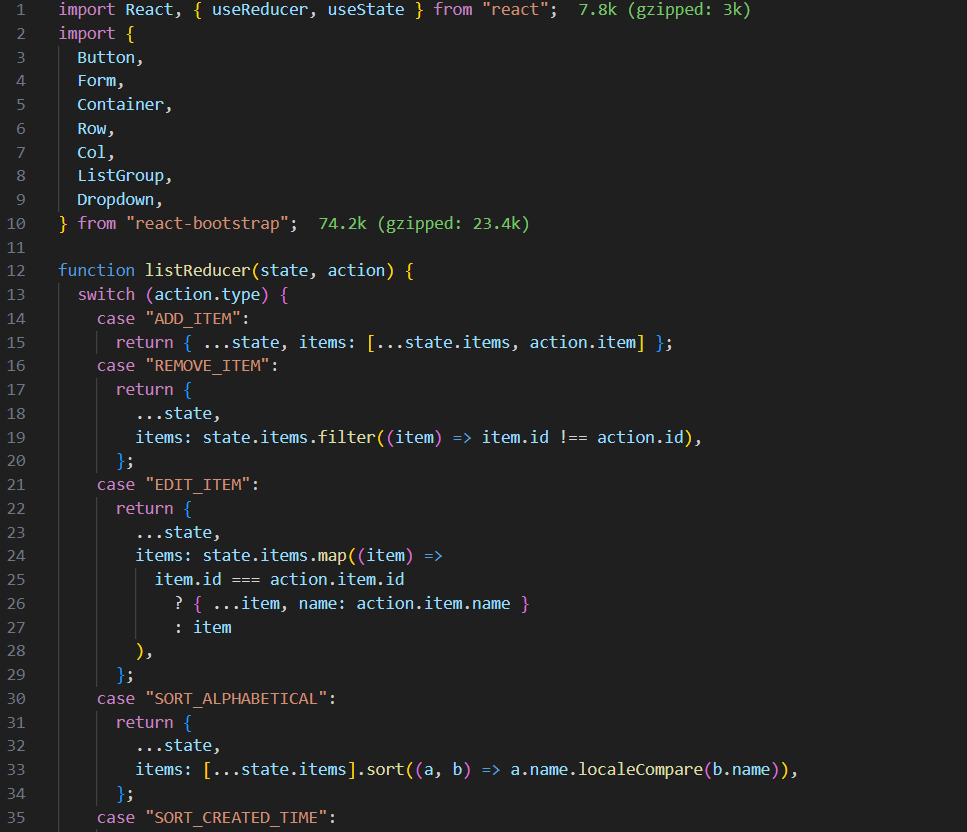 1 import React, { useReducer, useState } from "react"; 7.8k (gzipped: 3k)
2 import {
3 Button,
4 Form,
5 Container,
6 Row,
7 Col,
8 ListGroup,
9 Dropdown,
10 } from "react-bootstrap"; 74.2k (gzipped: 23.4k)
11
12 function listReducer(state, action) {
13 switch (action.type) {
14 case "ADD_ITEM":
15 return { ...state, items: [...state.items, action.item] };
16 case "REMOVE_ITEM":
17 return {
18 ...state,
19 items: state.items.filter((item) => item.id !== action.id),
20 };
21 case "EDIT_ITEM":
22 return {
23 ...state,
24 items: state.items.map((item) =>
25 item.id === action.item.id
26 ? { ...item, name: action.item.name }
27 : item
28 ),
29 };
30 case "SORT_ALPHABETICAL":
31 return {
32 ...state,
33 items: [...state.items].sort((a, b) => a.name.localeCompare(b.name)),
34 };
35 case "SORT_CREATED_TIME":